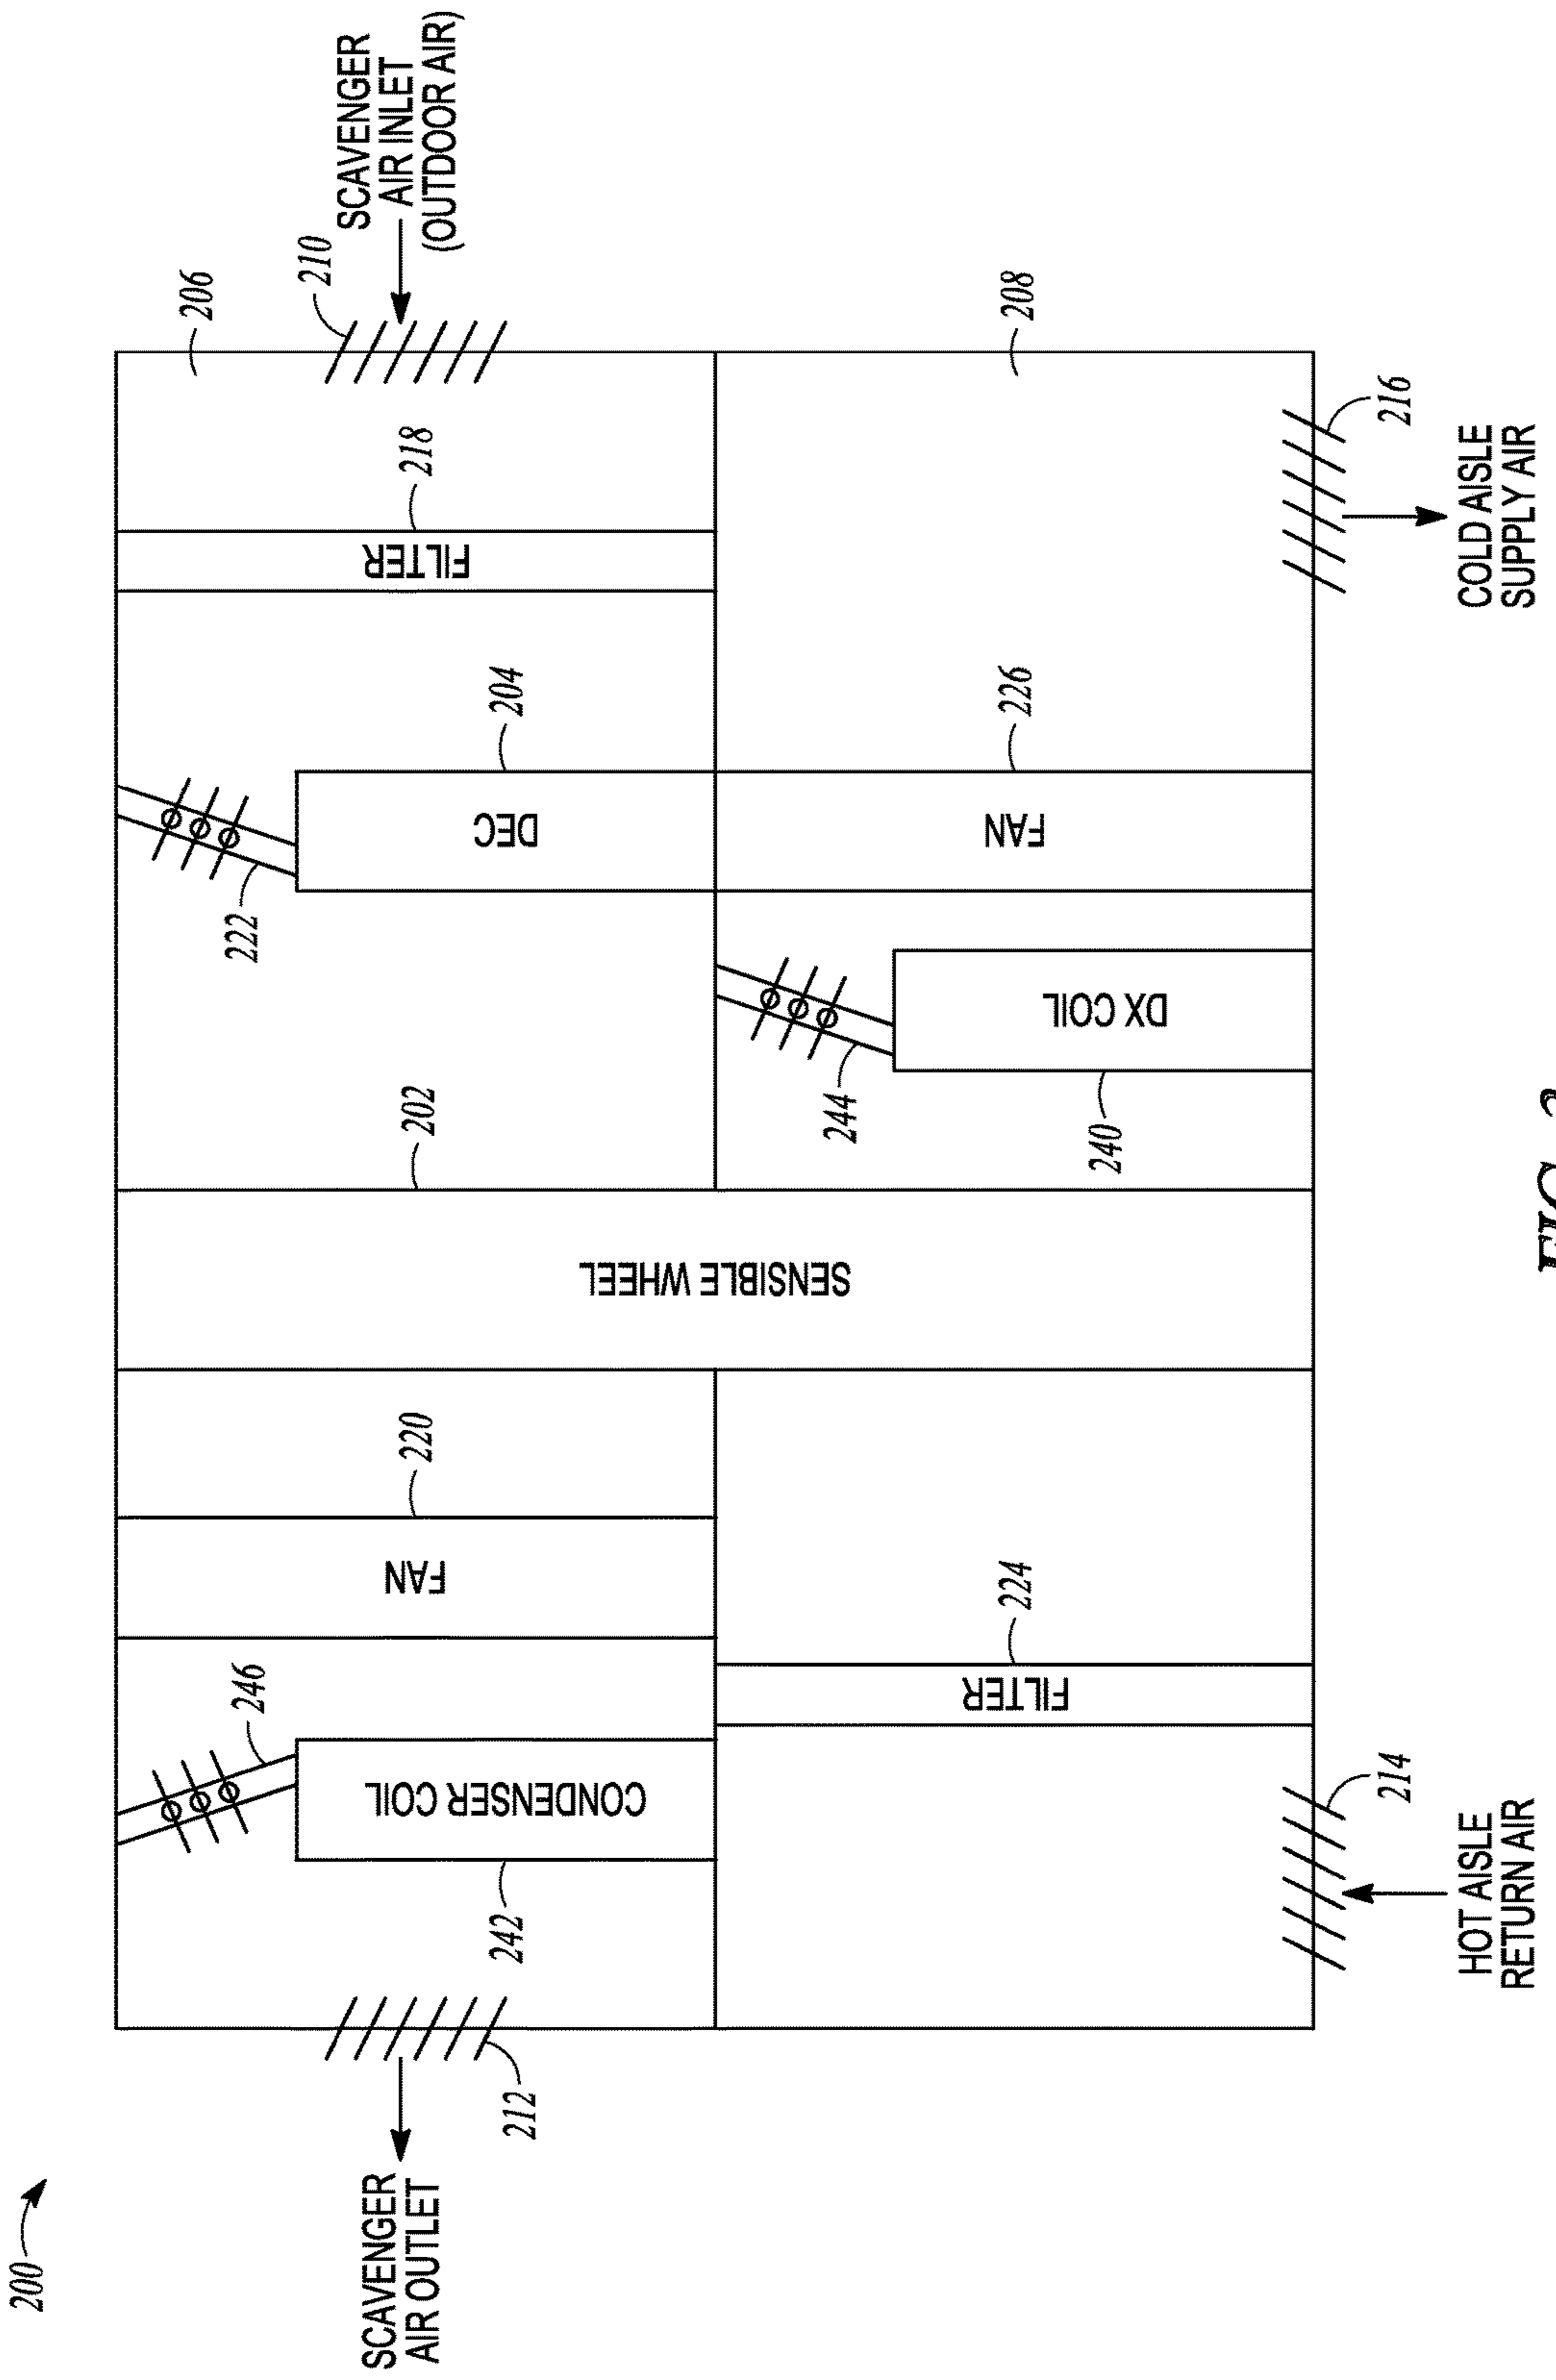 200
206
222
246
210
SCAVENGER
AIR INLET
(OUTDOOR AIR)
SCAVENGER
AIR OUTLET
218
FILTER
202
220
FAN
204
DEC
CONDENSER COIL
242
212
SENSIBLE WHEEL
244
208
226
FAN
224
FILTER
240
DX COIL
214
216
HOT AISLE
RETURN AIR
COLD AISLE
SUPPLY AIR